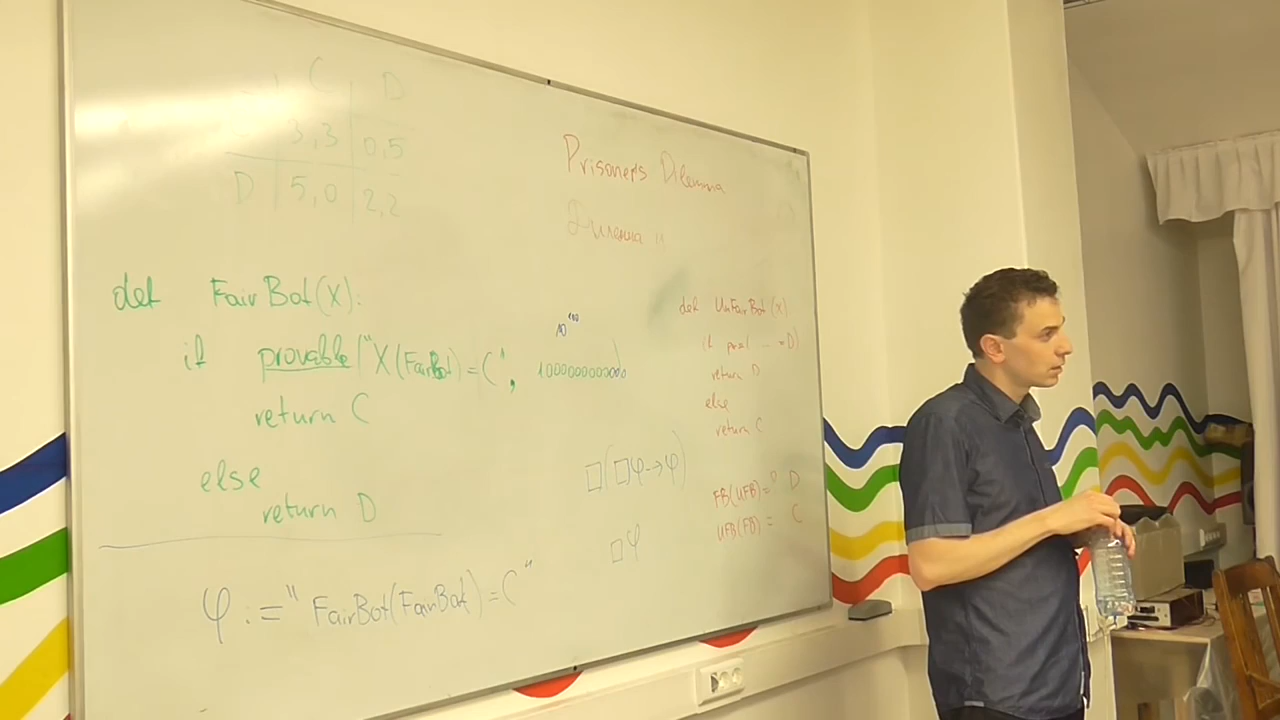 C D
3,3 0,5
D 5,0 2,2
Prisoner's Dilemma
def FairBot(X):
if provable("X(FairBot)=C", 1000000000000)
return C
else
return D
φ := "FairBot(FairBot)=C"
□(□φ→φ)
□φ
def UnFairBot(X)
... =D)
return D
else
return C
FB(UFB)= D
UFB(FB) = C